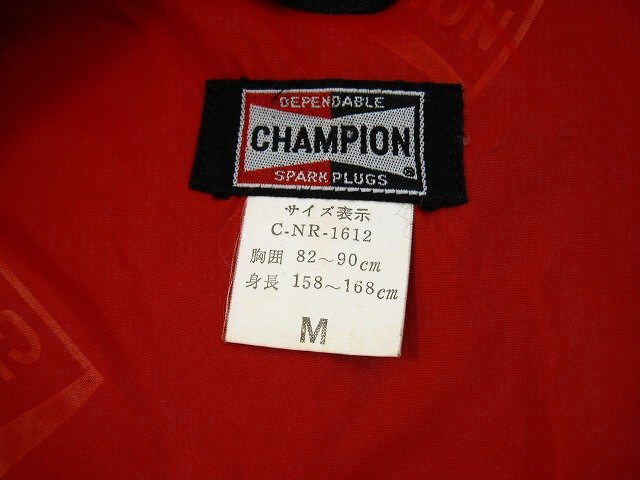 DEPENDABLE
CHAMPION®
SPARK PLUGS
サイズ表示
C-NR-1612
胸囲 82～90cm
身長 158～168cm
M